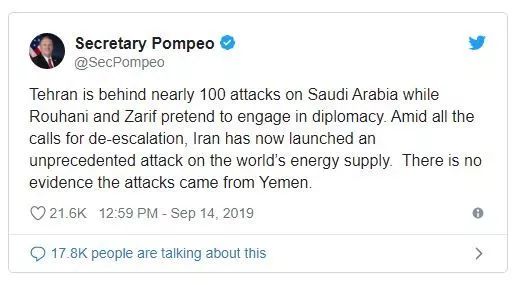 Secretary Pompeo
@SecPompeo
Tehran is behind nearly 100 attacks on Saudi Arabia while
Rouhani and Zarif pretend to engage in diplomacy. Amid all the
calls for de-escalation, Iran has now launched an
unprecedented attack on the world’s energy supply.  There is no
evidence the attacks came from Yemen.
21.6K 12:59 PM - Sep 14, 2019
17.8K people are talking about this